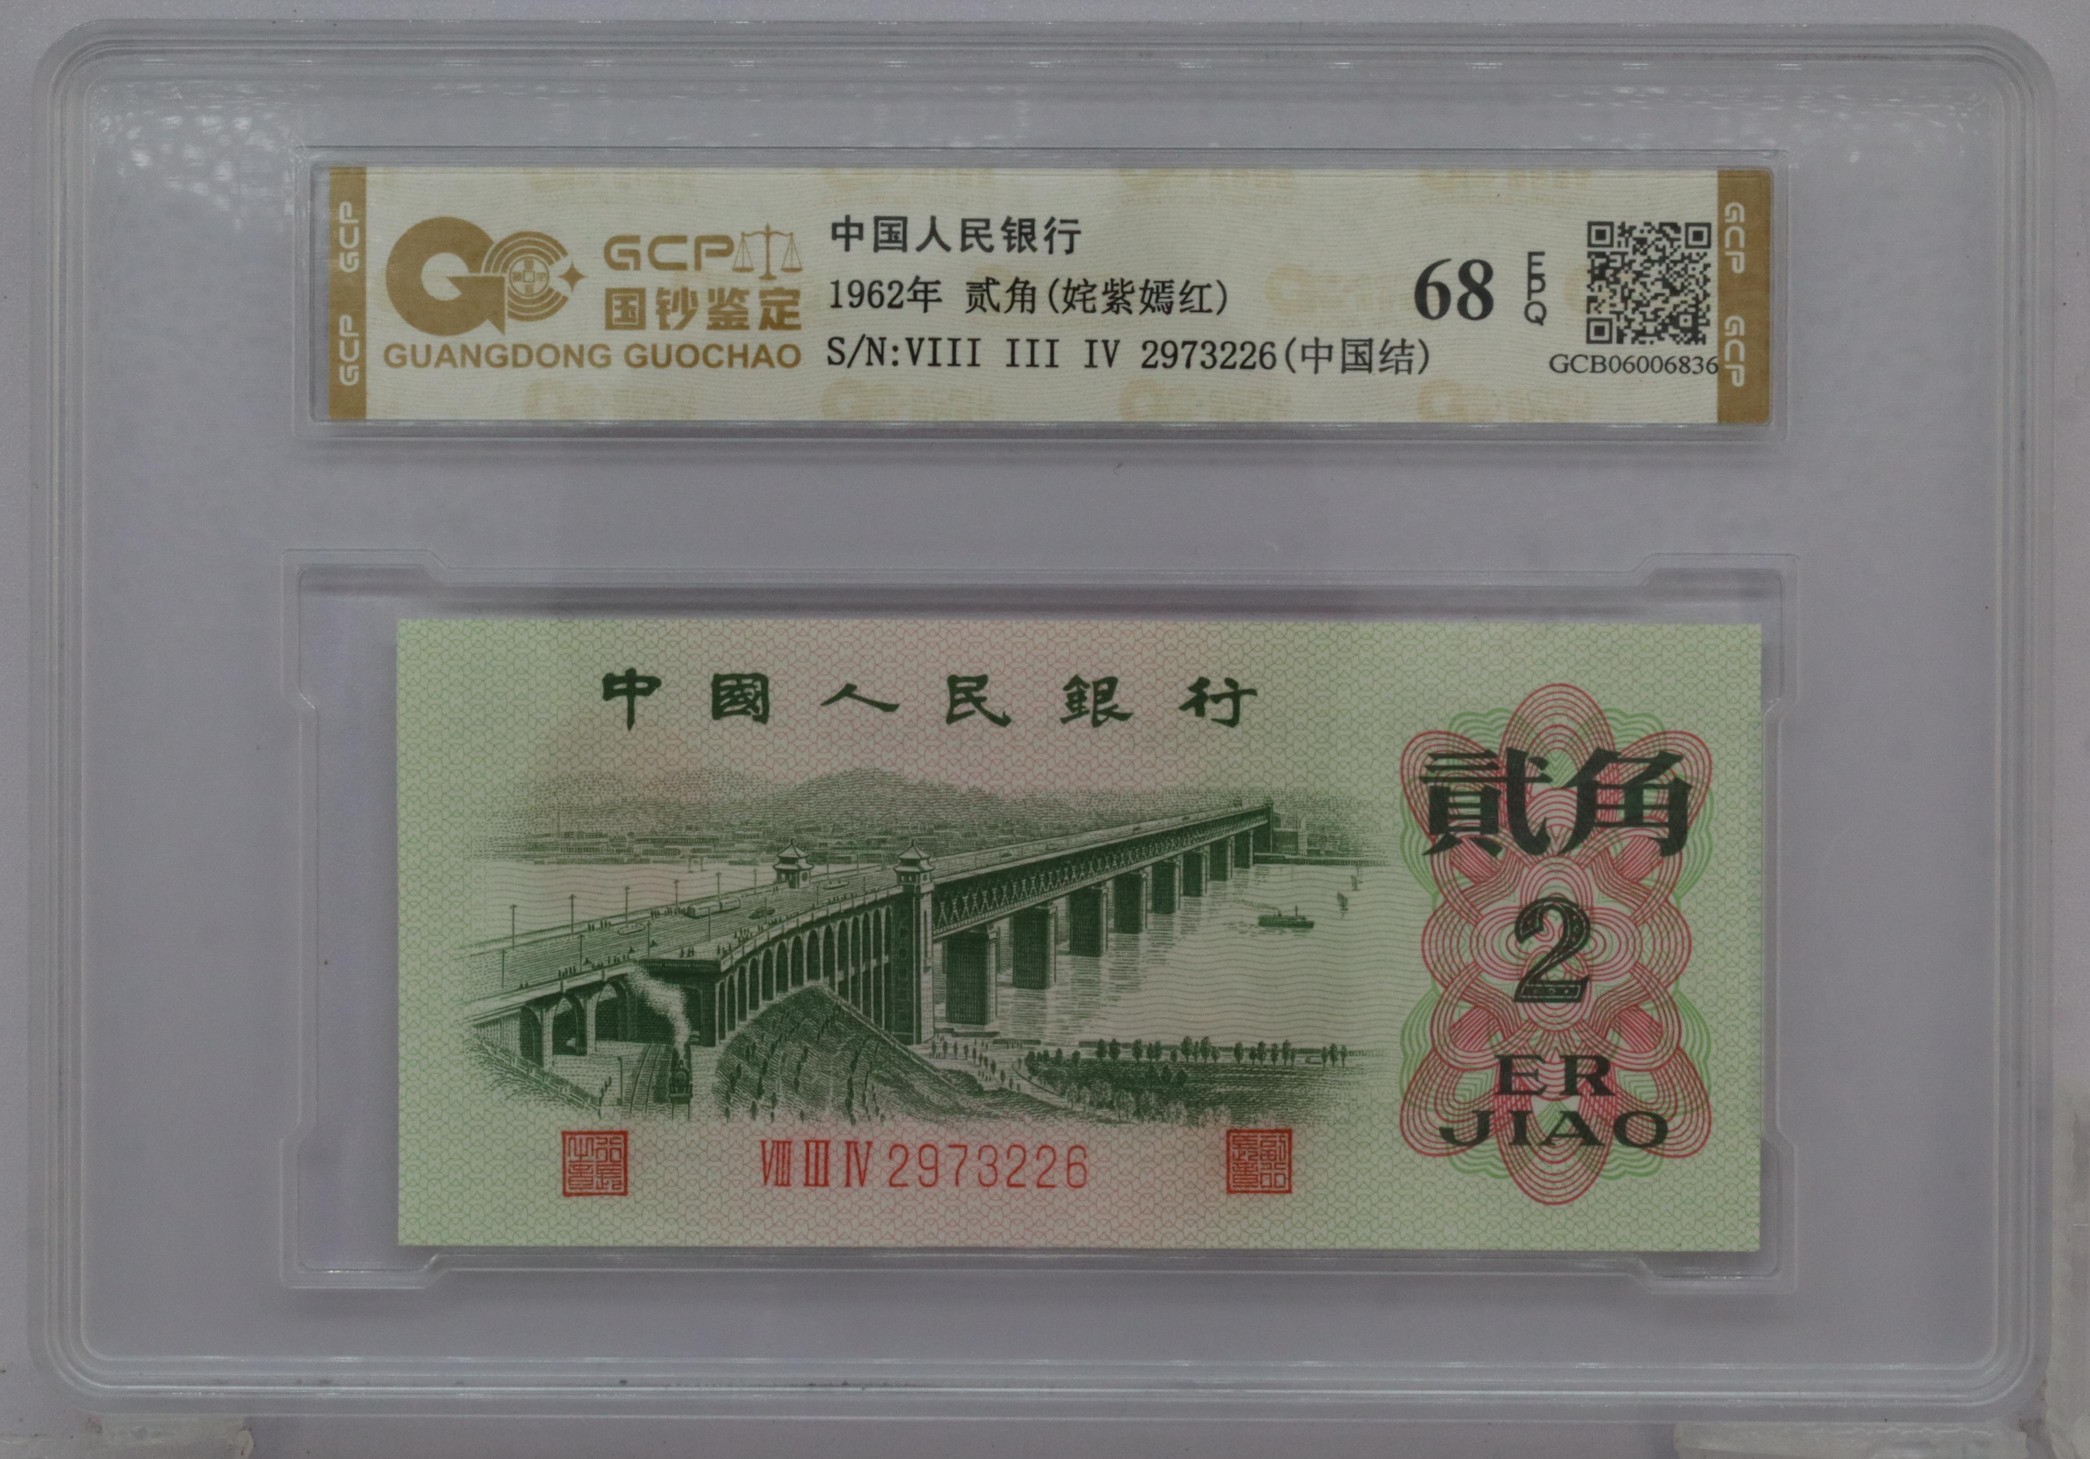 GCP GCP
GCP
国钞鉴定
GUANGDONG GUOCHAO
中国人民银行
1962年 贰角(姹紫嫣红)
S/N:VIII III IV 2973226(中国结)
68
EPQ
GCB06006836
GCP GCP
中國人民銀行
貳角
2
ER
JIAO
VIII III IV 2973226